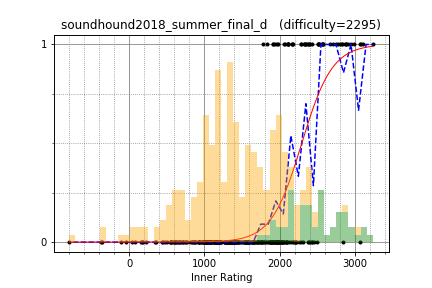 soundhound2018_summer_final_d (difficulty=2295)
1
0
0 1000 2000 3000
Inner Rating